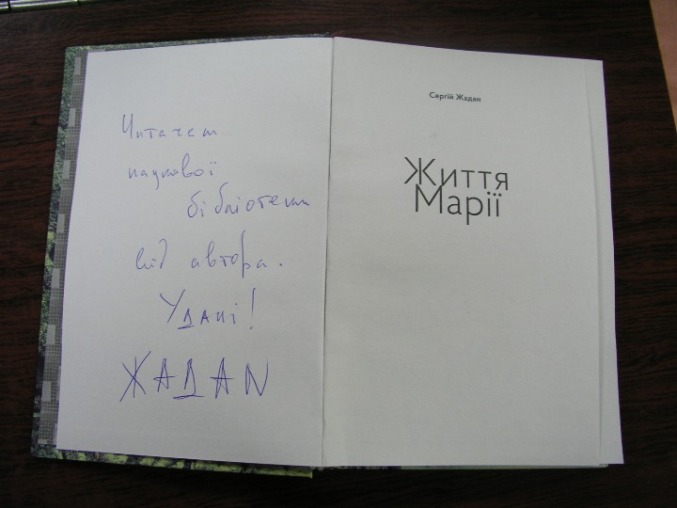 Читачам
наукової
бібліотеки
від автора.
Удачі!
ЖАДАN
Сергій Жадан
Життя
Марії